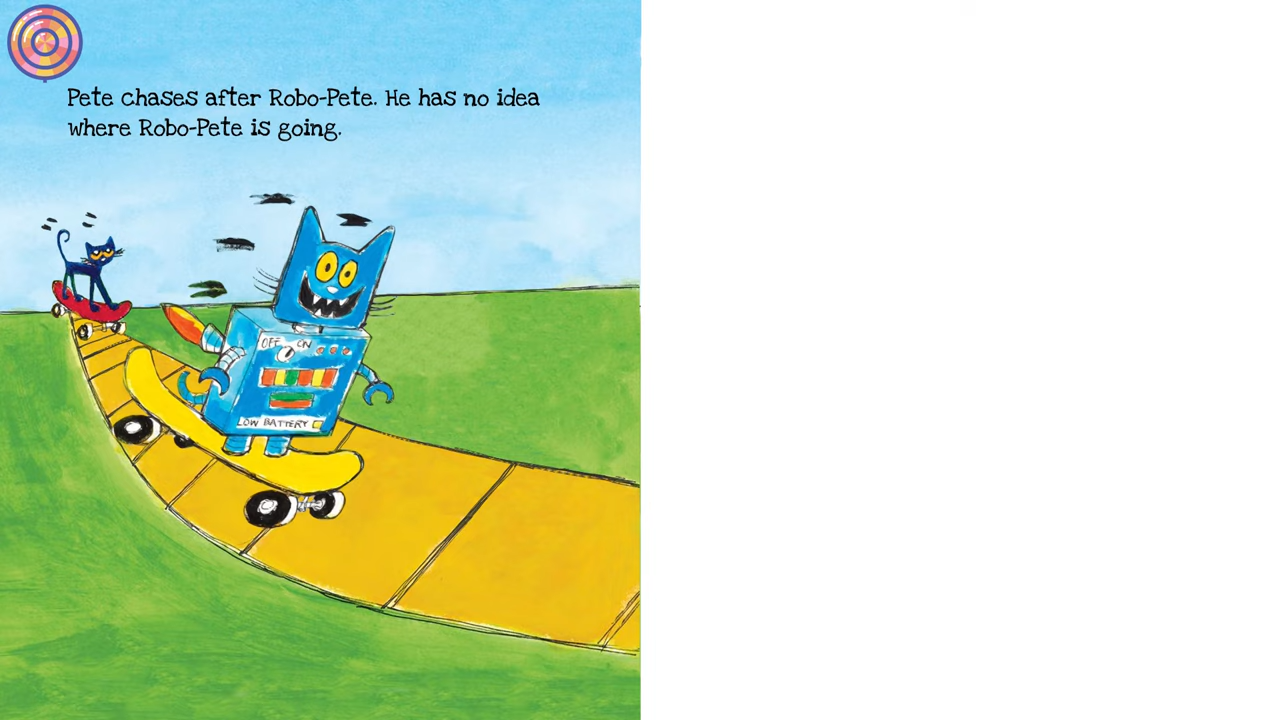 Pete chases after Robo-Pete. He has no idea
where Robo-Pete is going.
OFF ON
LOW BATTERY